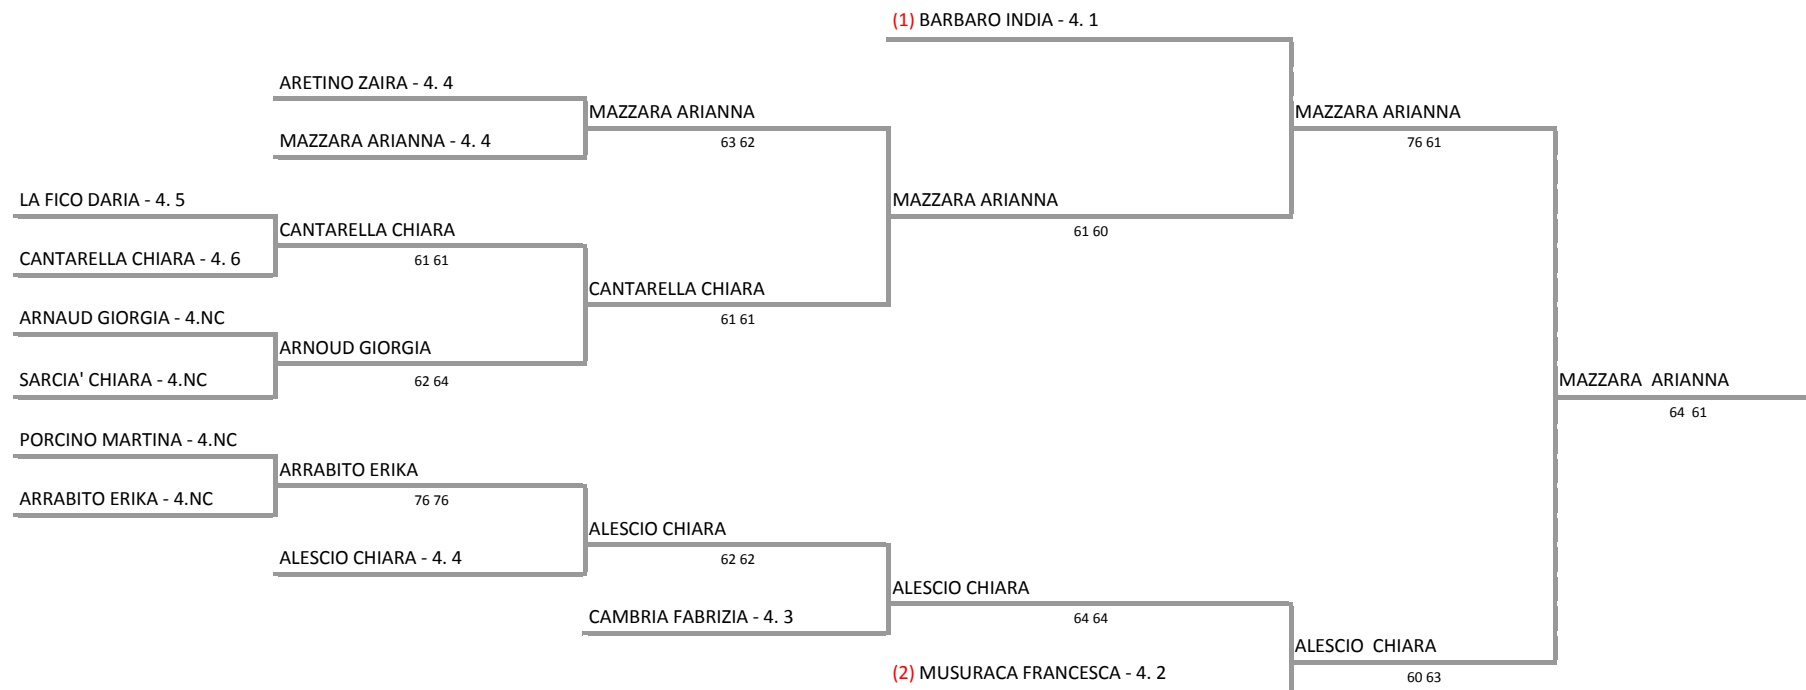 (1) BARBARO INDIA - 4. 1
ARETINO ZAIRA - 4. 4
MAZZARA ARIANNA
MAZZARA ARIANNA
MAZZARA ARIANNA - 4. 4
63 62
76 61
LA FICO DARIA - 4. 5
MAZZARA ARIANNA
CANTARELLA CHIARA
61 60
CANTARELLA CHIARA - 4. 6
61 61
CANTARELLA CHIARA
ARNAUD GIORGIA - 4.NC
61 61
ARNOUD GIORGIA
SARCIA' CHIARA - 4.NC
62 64
MAZZARA  ARIANNA
64  61
PORCINO MARTINA - 4.NC
ARRABITO ERIKA
ARRABITO ERIKA - 4.NC
76 76
ALESCIO CHIARA
ALESCIO CHIARA - 4. 4
62 62
ALESCIO CHIARA
CAMBRIA FABRIZIA - 4. 3
64 64
ALESCIO  CHIARA
(2) MUSURACA FRANCESCA - 4. 2
60 63